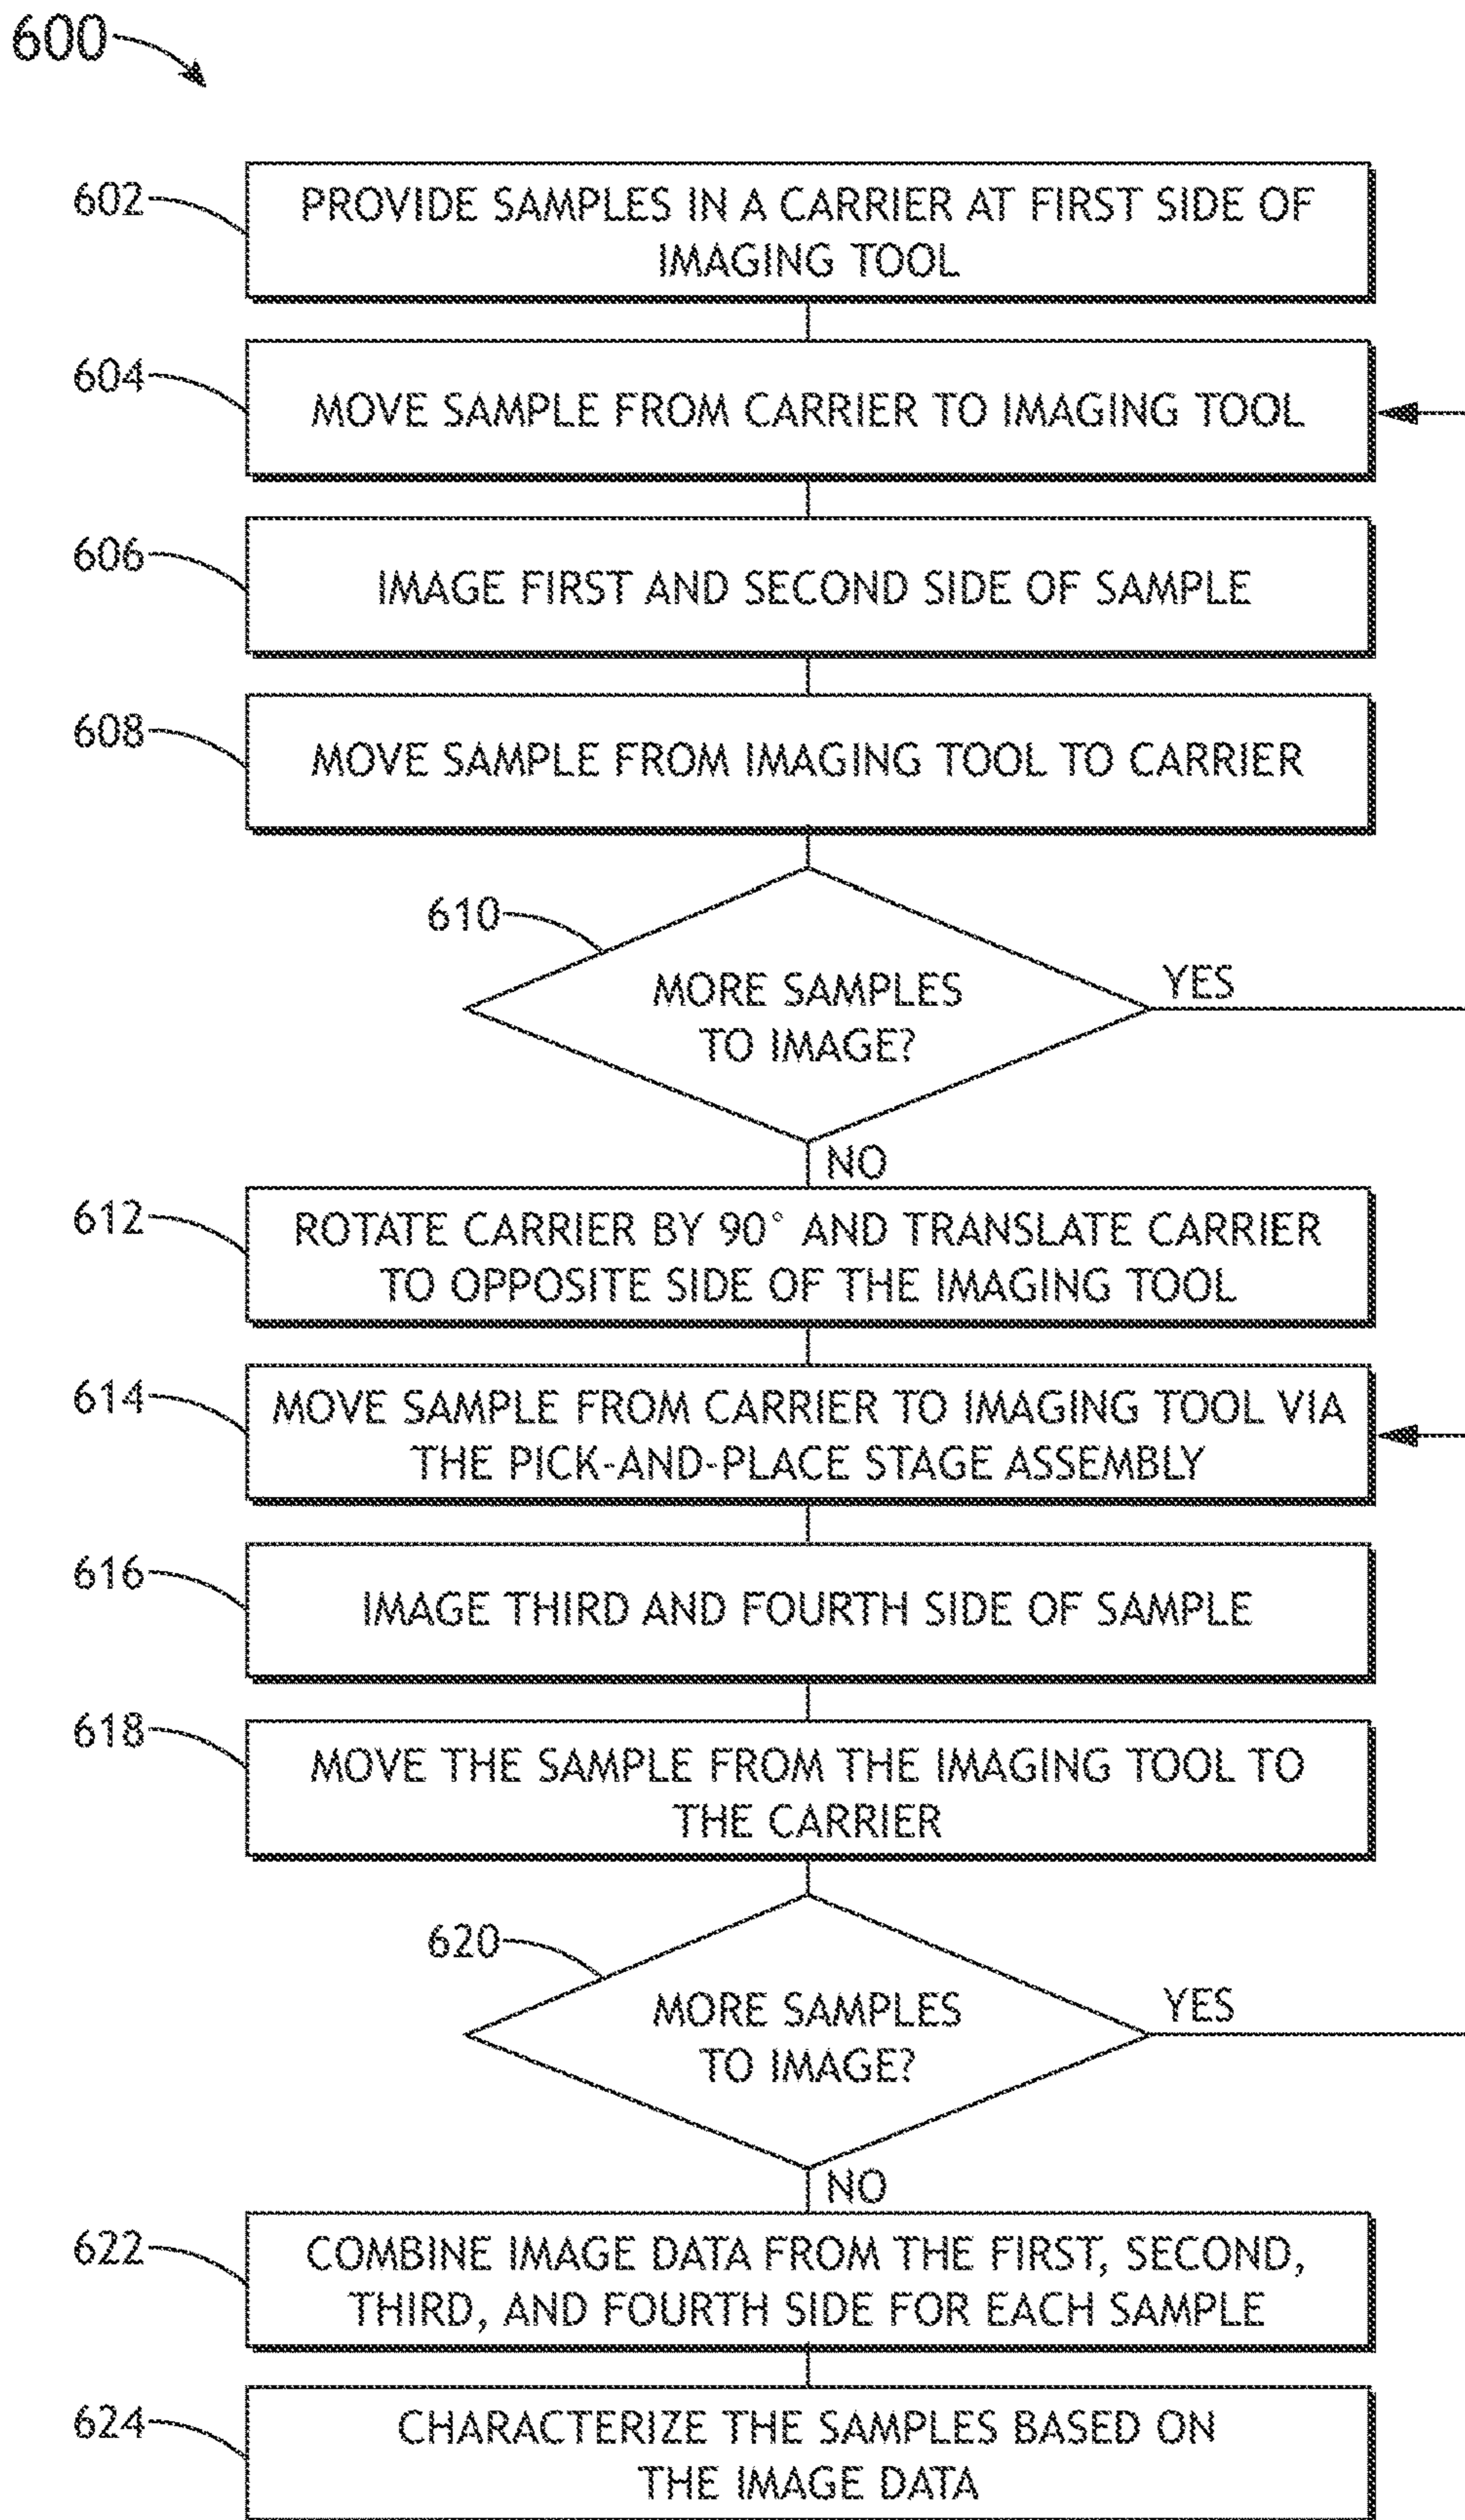 600
602
PROVIDE SAMPLES IN A CARRIER AT FIRST SIDE OF
IMAGING TOOL
604
MOVE SAMPLE FROM CARRIER TO IMAGING TOOL
606
IMAGE FIRST AND SECOND SIDE OF SAMPLE
608
MOVE SAMPLE FROM IMAGING TOOL TO CARRIER
610
MORE SAMPLES
TO IMAGE?
YES
NO
612
ROTATE CARRIER BY 90° AND TRANSLATE CARRIER
TO OPPOSITE SIDE OF THE IMAGING TOOL
614
MOVE SAMPLE FROM CARRIER TO IMAGING TOOL VIA
THE PICK-AND-PLACE STAGE ASSEMBLY
616
IMAGE THIRD AND FOURTH SIDE OF SAMPLE
618
MOVE THE SAMPLE FROM THE IMAGING TOOL TO
THE CARRIER
620
MORE SAMPLES
TO IMAGE?
YES
NO
622
COMBINE IMAGE DATA FROM THE FIRST, SECOND,
THIRD, AND FOURTH SIDE FOR EACH SAMPLE
624
CHARACTERIZE THE SAMPLES BASED ON
THE IMAGE DATA